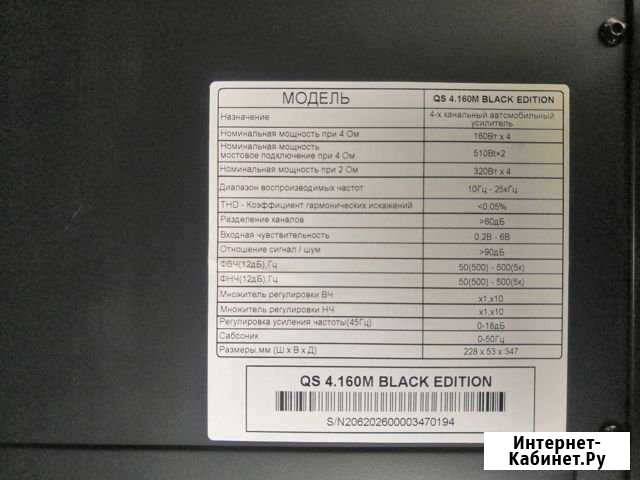 МОДЕЛЬ QS 4.160M BLACK EDITION
Назначение 4-х канальный автомобильный
усилитель
Номинальная мощность при 4 Ом 160Вт x 4
Номинальная мощность
мостовое подключение при 4 Ом 510Bt×2
Номинальная мощность при 2 Ом 320Вт x 4
Диапазон воспроизводимых частот 10Гц - 25кГц
THD - Коэффициент гармонических искажений <0.05%
Разделение каналов >60дБ
Входная чувствительность 0,2В - 6В
Отношение сигнал / шум >90дБ
ФВЧ(12дБ),Гц 50(500) - 500(5к)
ФНЧ(12дБ),Гц 50(500) - 500(5к)
Множитель регулировки ВЧ x1,x10
Множитель регулировки НЧ x1,x10
Регулировка усиления частоты(45Гц) 0-18дБ
Сабсоник 0-50Гц
Размеры,мм (Ш x В x Д) 228 x 53 x 347
QS 4.160M BLACK EDITION
S/N206202600003470194
Интернет-
Кабинет.Ру